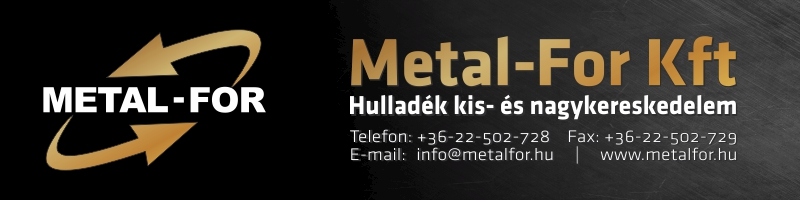 METAL-FOR
Metal-For Kft
Hulladék kis- és nagykereskedelem
Telefon: +36-22-502-728 Fax: +36-22-502-729
E-mail: info@metalfor.hu | www.metalfor.hu